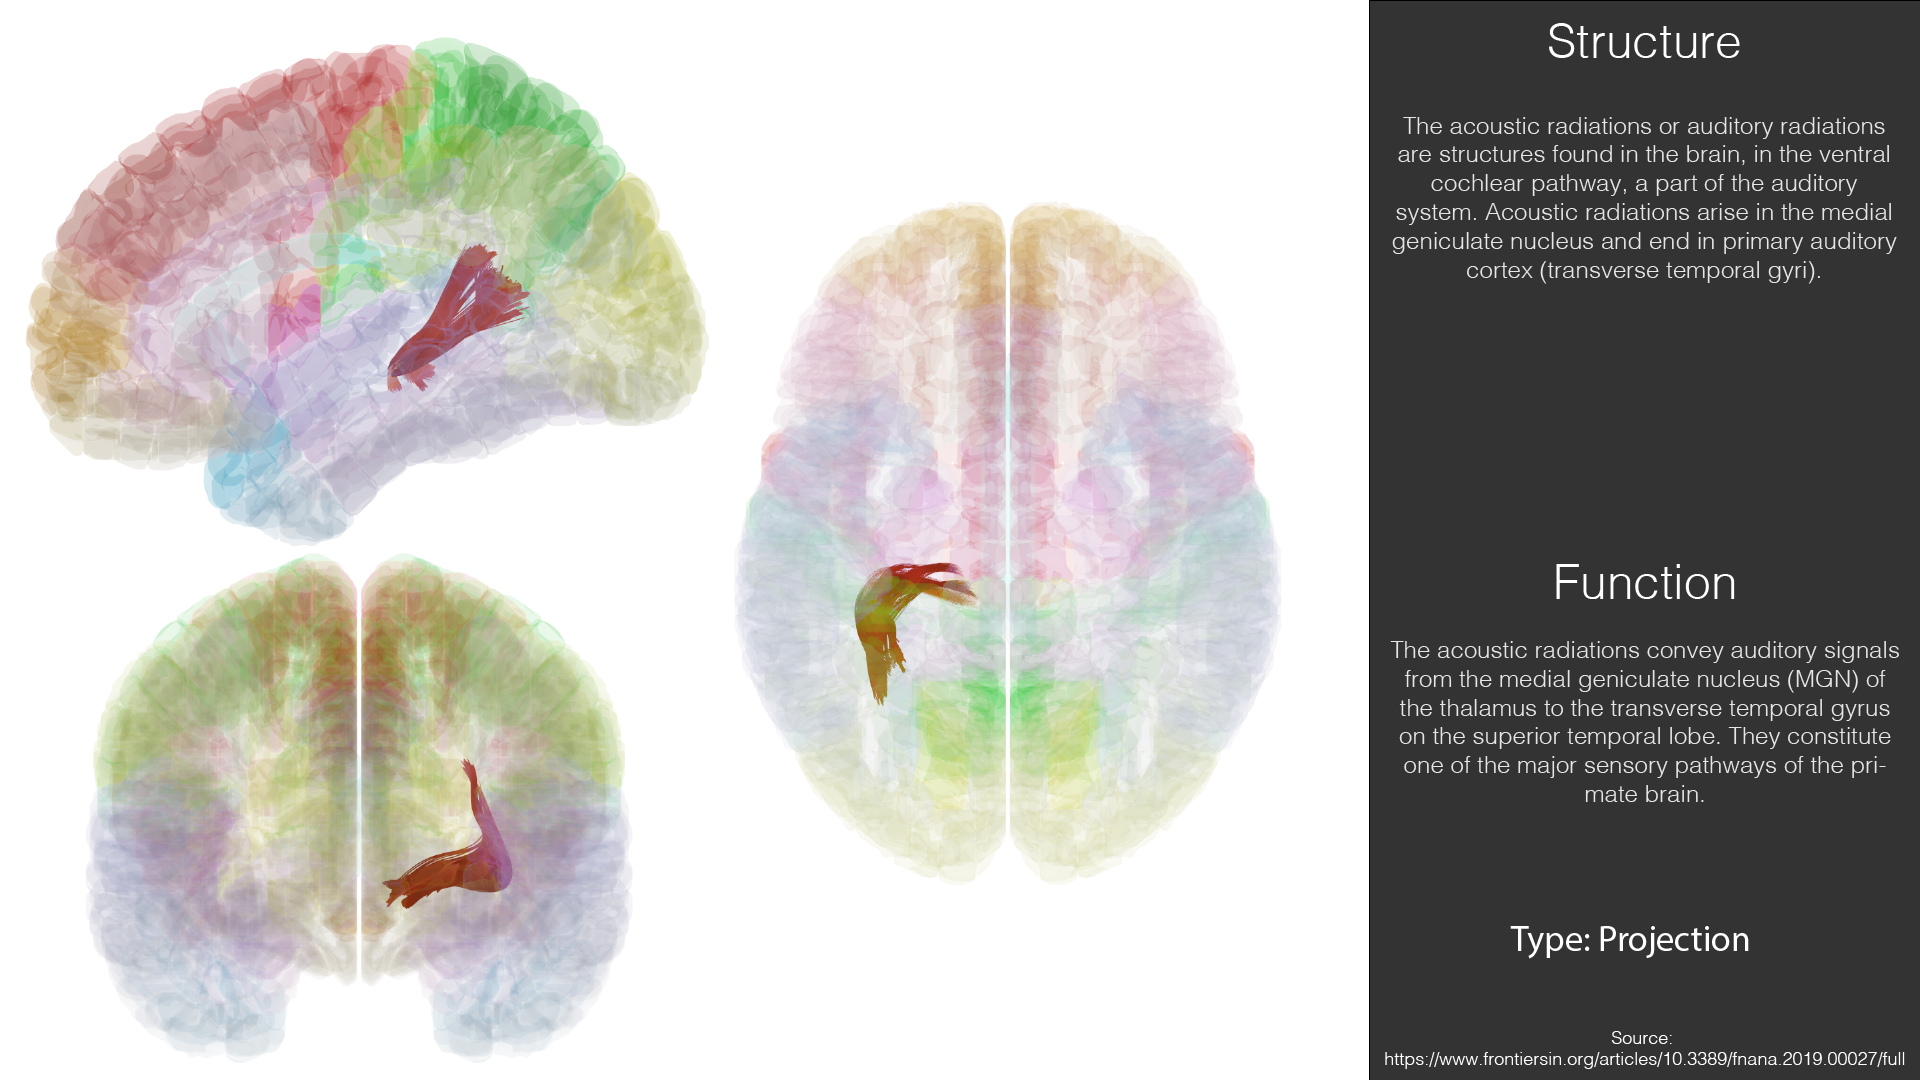 Structure
The acoustic radiations or auditory radiations
are structures found in the brain, in the ventral
cochlear pathway, a part of the auditory
system. Acoustic radiations arise in the medial
geniculate nucleus and end in primary auditory
cortex (transverse temporal gyri).
Function
The acoustic radiations convey auditory signals
from the medial geniculate nucleus (MGN) of
the thalamus to the transverse temporal gyrus
on the superior temporal lobe. They constitute
one of the major sensory pathways of the pri-
mate brain.
Type: Projection
Source:
https://www.frontiersin.org/articles/10.3389/fnana.2019.00027/full